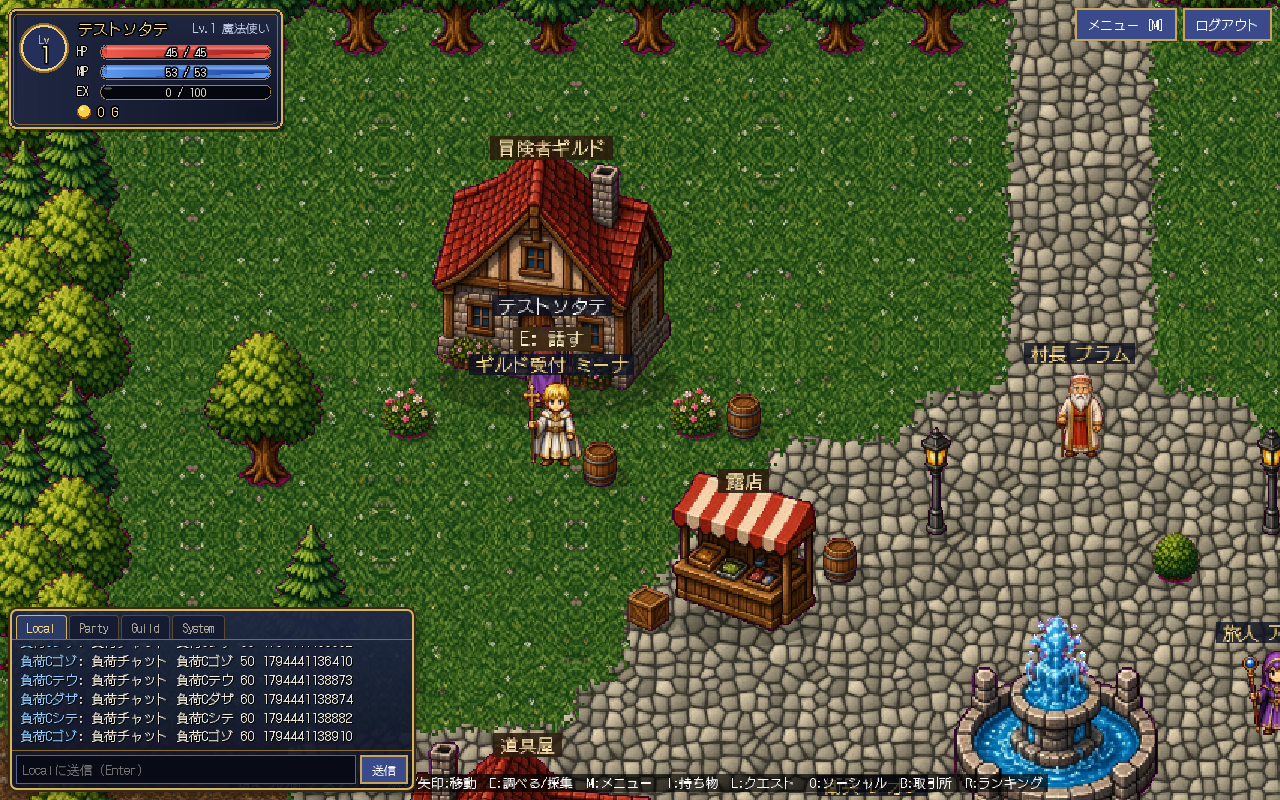 Lv
1
テストソタテ Lv.1 魔法使い
HP 45 / 45
MP 53 / 53
EX 0 / 100
0 G
メニュー [M]
ログアウト
冒険者ギルド
テストソタテ
E: 話す
ギルド受付 ミーナ
村長 ブラム
露店
旅人 ア
Local Party Guild System
負荷Cゴゾ: 負荷チャット 負荷Cゴゾ 50 1794441136410
負荷Cテウ: 負荷チャット 負荷Cテウ 60 1794441138873
負荷Cダザ: 負荷チャット 負荷Cダザ 60 1794441138874
負荷Cシテ: 負荷チャット 負荷Cシテ 60 1794441138882
負荷Cゴゾ: 負荷チャット 負荷Cゴゾ 60 1794441138910
Localに送信 (Enter)
送信
道具屋
矢印:移動 E:調べる/採集 M:メニュー I:持ち物 L:クエスト O:ソーシャル B:取引所 R:ランキング